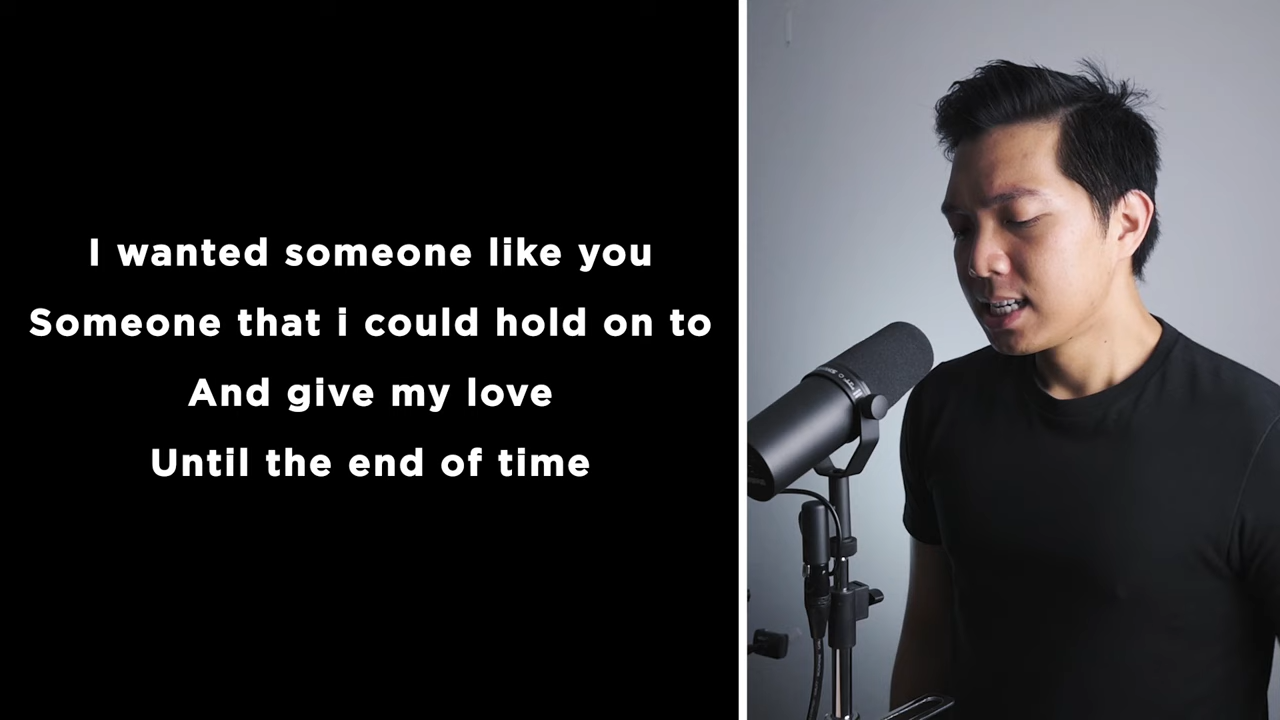 I wanted someone like you
Someone that i could hold on to
And give my love
Until the end of time